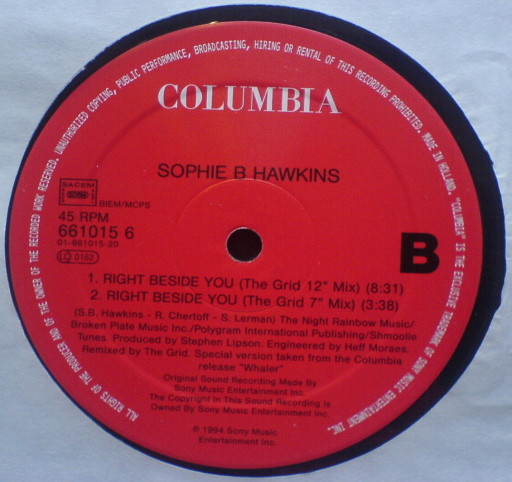 ALL RIGHTS OF THE PRODUCER AND OF THE OWNER OF THE RECORDED WORK RESERVED. UNAUTHORIZED COPYING, PUBLIC PERFORMANCE, BROADCASTING, HIRING OR RENTAL OF THIS RECORDING PROHIBITED. MADE IN HOLLAND. "COLUMBIA" IS THE EXCLUSIVE TRADEMARK OF SONY MUSIC ENTERTAINMENT INC.
COLUMBIA
SOPHIE B HAWKINS
SACEM
BIEM/MCPS
45 RPM
661015 6
01-661015-20
LC 0162
B
1. RIGHT BESIDE YOU (The Grid 12" Mix) (8:31)
2. RIGHT BESIDE YOU (The Grid 7" Mix) (3:38)
(S.B. Hawkins - R. Chertoff - S. Lerman) The Night Rainbow Music/
Broken Plate Music Inc./Polygram International Publishing/Shmoolie
Tunes. Produced by Stephen Lipson. Engineered by Heff Moraes.
Remixed by The Grid. Special version taken from the Columbia
release "Whaler"
Original Sound Recording Made By
Sony Music Entertainment Inc.
The Copyright In This Sound Recording is
Owned By Sony Music Entertainment Inc.
℗ 1994 Sony Music
Entertainment Inc.